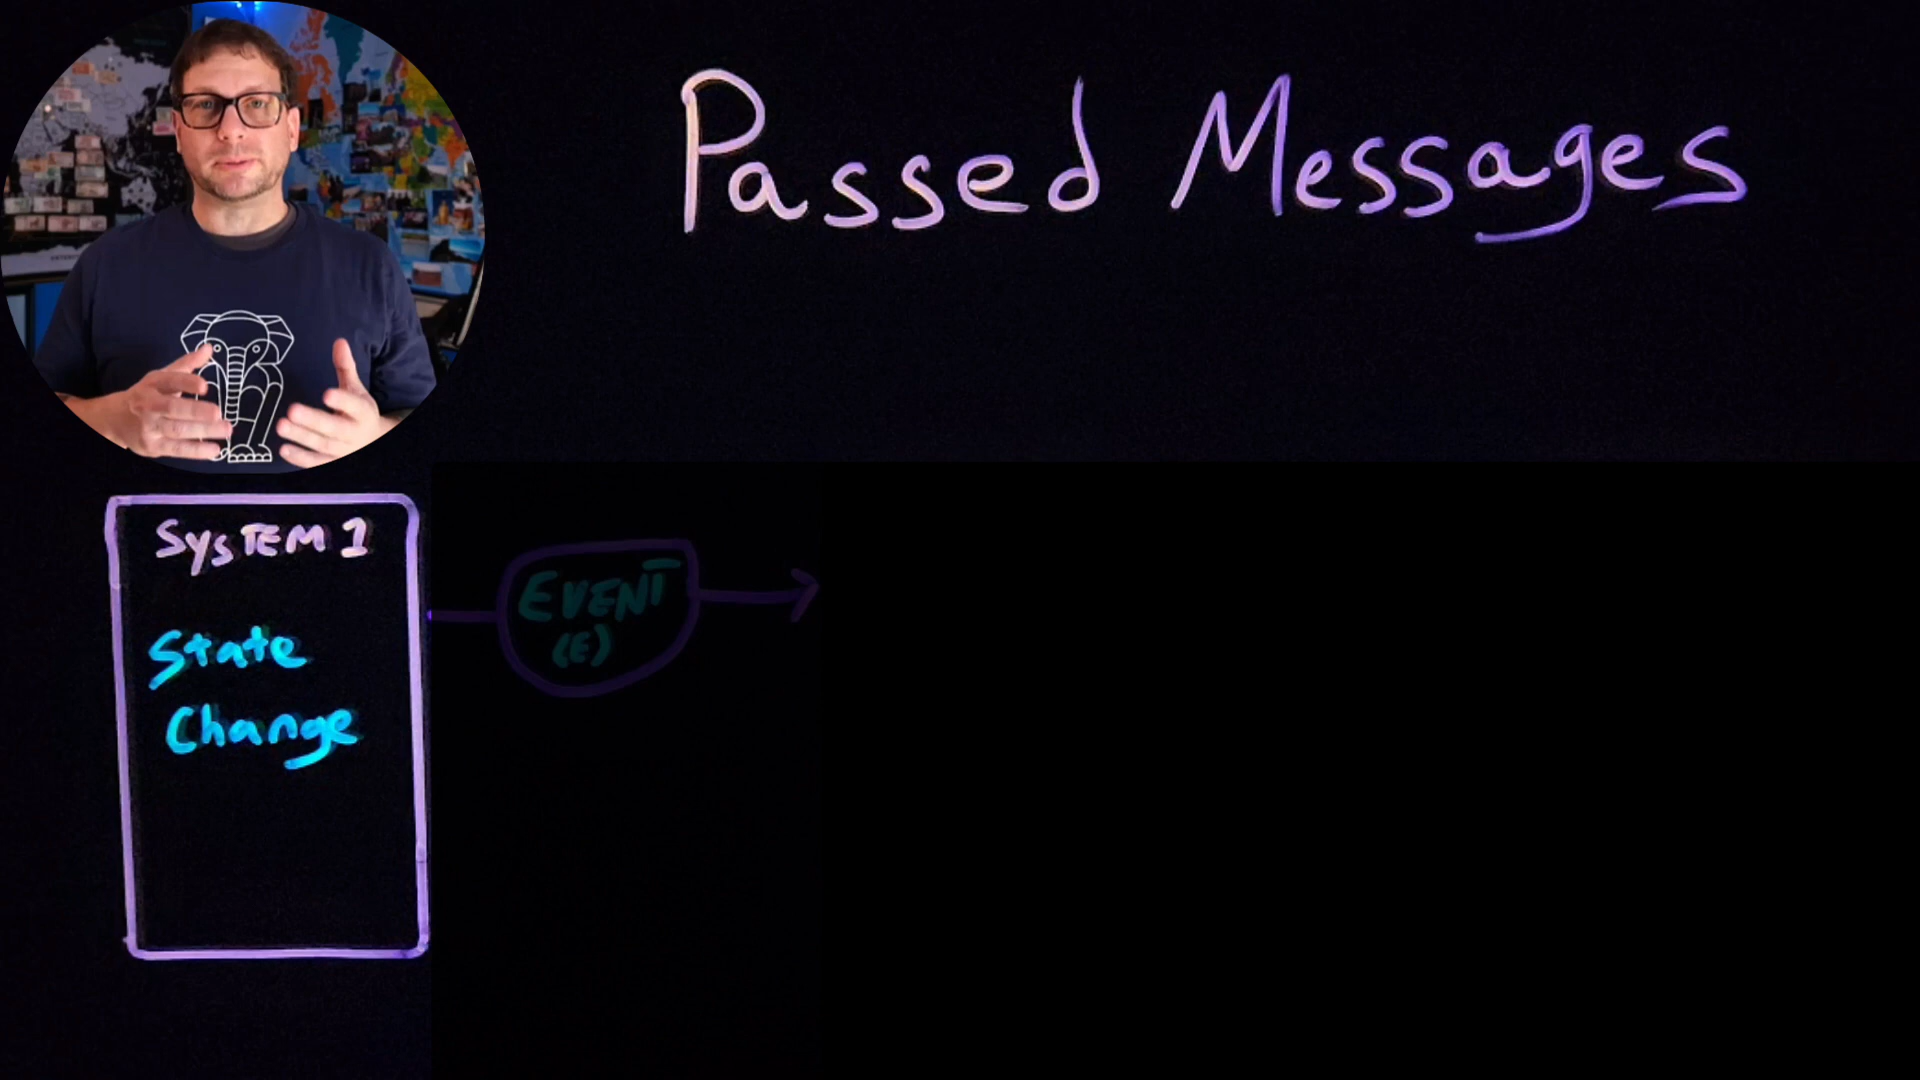 Passed Messages
SYSTEM 1
State
Change
EVENT
(E)